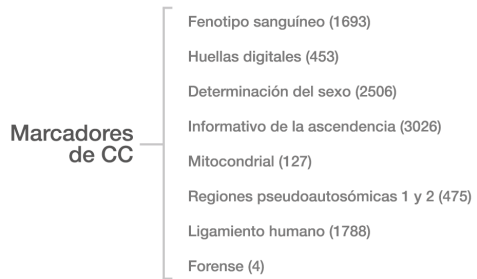 Marcadores
de CC
Fenotipo sanguíneo (1693)
Huellas digitales (453)
Determinación del sexo (2506)
Informativo de la ascendencia (3026)
Mitocondrial (127)
Regiones pseudoautosómicas 1 y 2 (475)
Ligamiento humano (1788)
Forense (4)